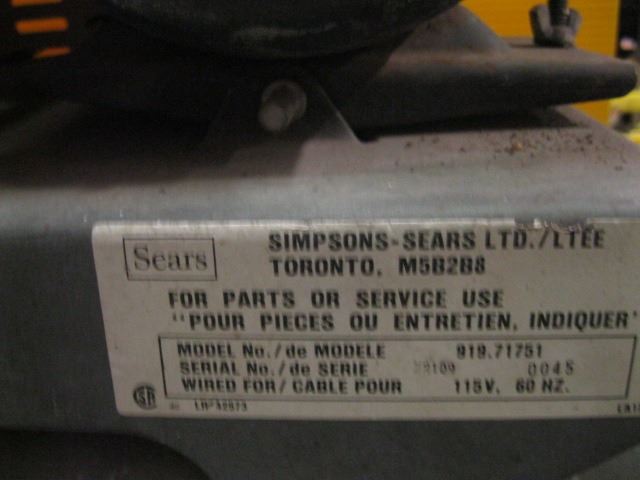 Sears
SIMPSONS-SEARS LTD./LTÉE
TORONTO, M5B2B8
FOR PARTS OR SERVICE USE
"POUR PIECES OU ENTRETIEN, INDIQUER"
MODEL No./de MODELE 919.71751
SERIAL No./de SERIE 0045
WIRED FOR/CABLE POUR 115V. 60 HZ.